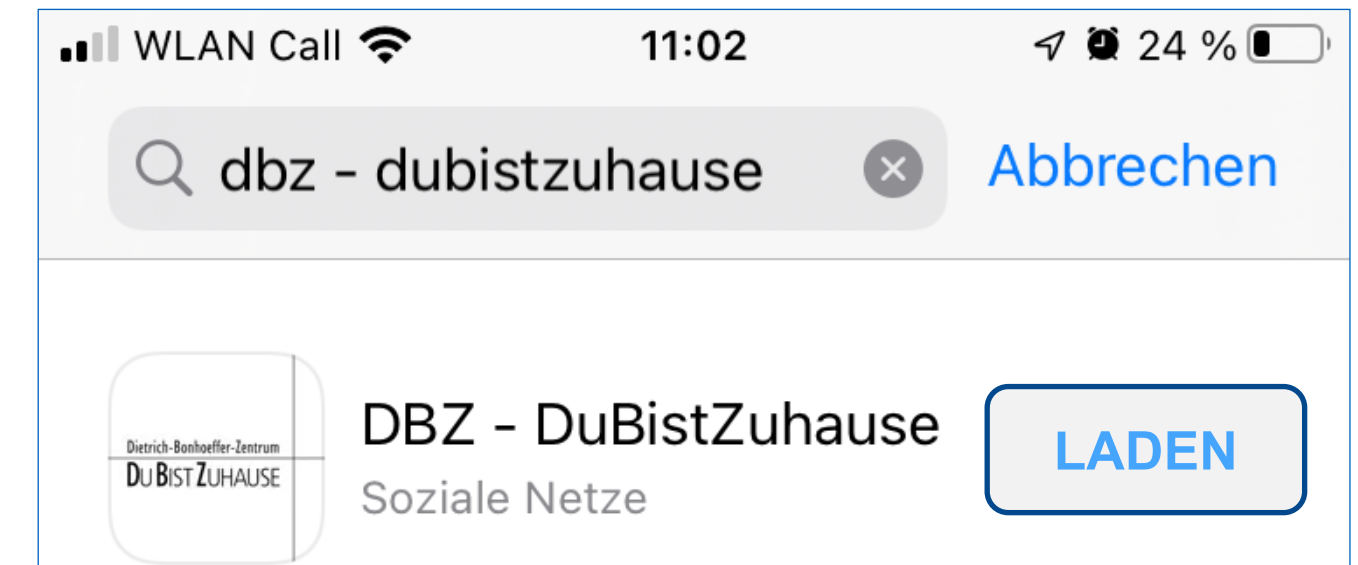 WLAN Call 11:02 24 %
dbz - dubistzuhause Abbrechen
Dietrich-Bonhoeffer-Zentrum
DUBISTZUHAUSE
DBZ - DuBistZuhause
Soziale Netze
LADEN